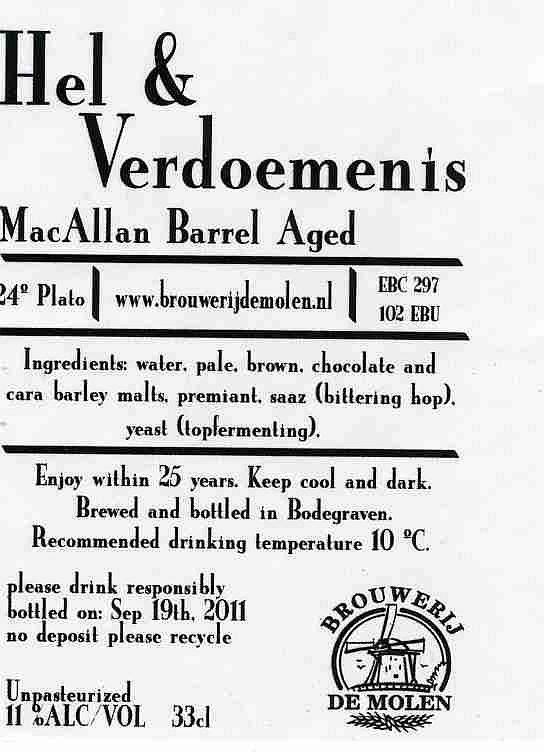 Hel &
Verdoemenis
MacAllan Barrel Aged
24º Plato
www.brouwerijdemolen.nl
EBC 297
102 EBU
Ingredients: water, pale, brown, chocolate and
cara barley malts, premiant, saaz (bittering hop),
yeast (topfermenting).
Enjoy within 25 years. Keep cool and dark.
Brewed and bottled in Bodegraven.
Recommended drinking temperature 10 ºC.
please drink responsibly
bottled on: Sep 19th, 2011
no deposit please recycle
Unpasteurized
11 %ALC/VOL 33cl
BROUWERIJ
DE MOLEN